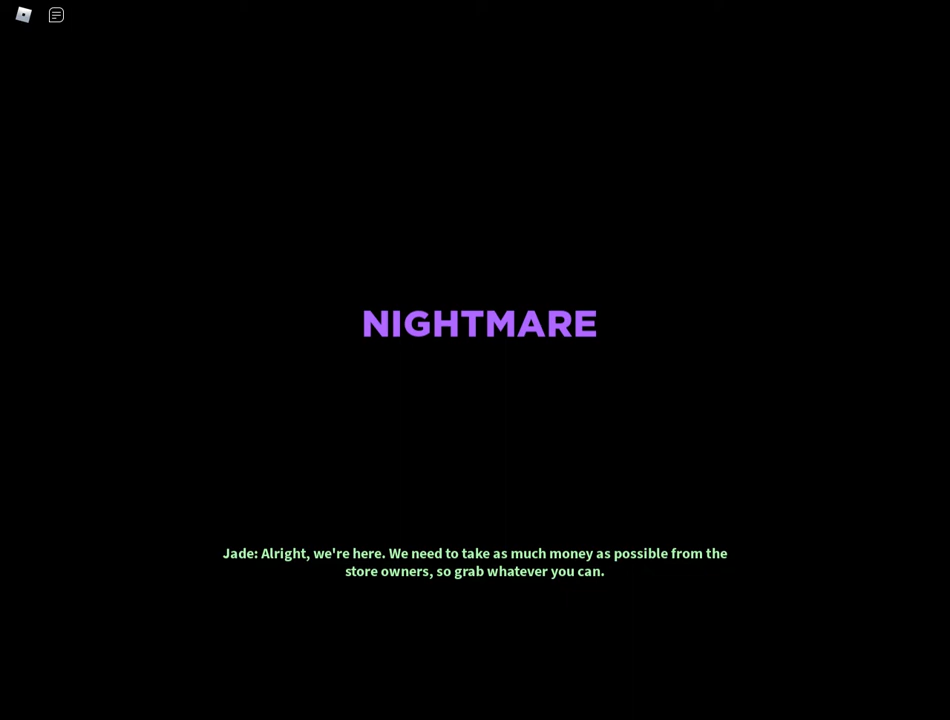 NIGHTMARE
Jade: Alright, we're here. We need to take as much money as possible from the
store owners, so grab whatever you can.